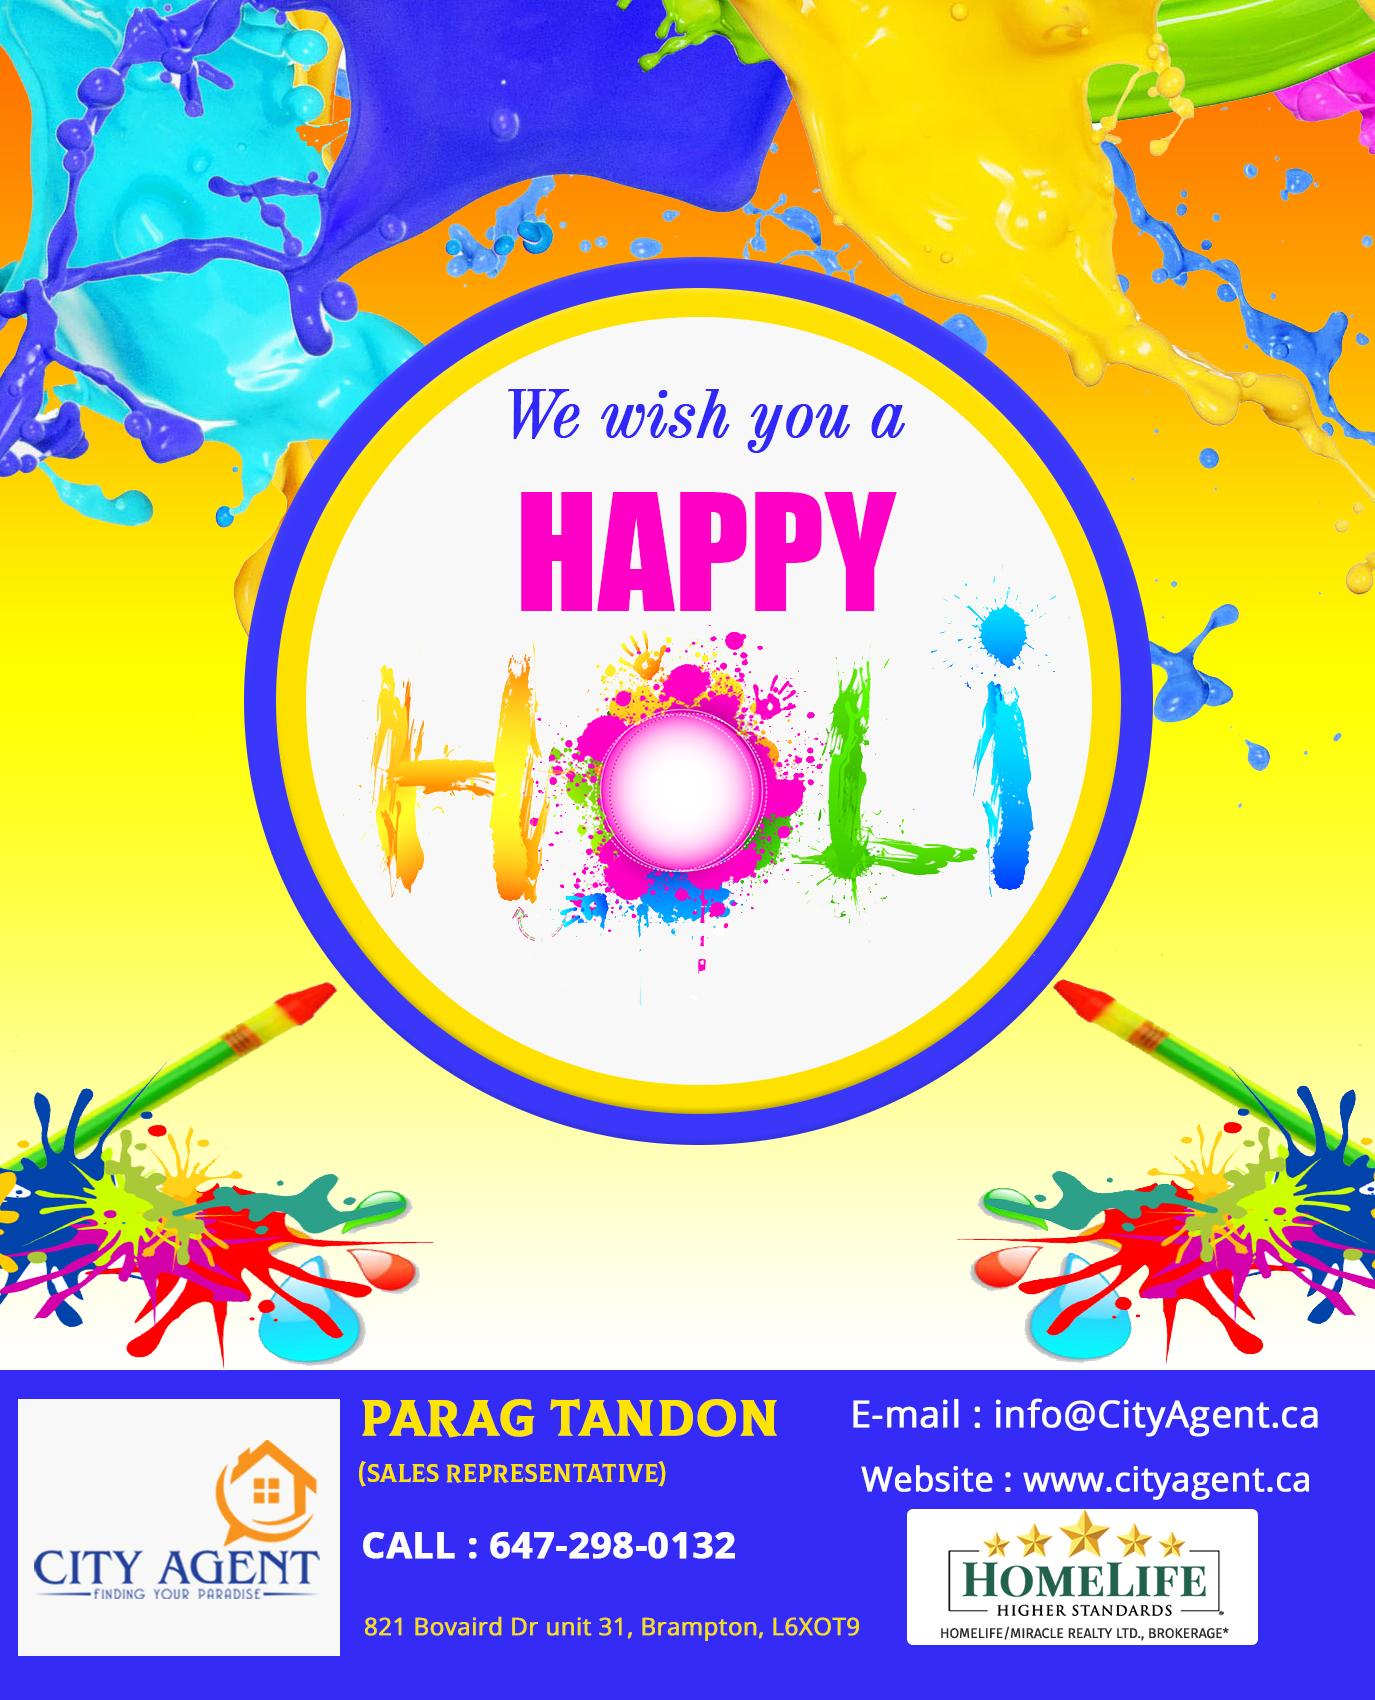 We wish you a
HAPPY
HOLi
PARAG TANDON
(SALES REPRESENTATIVE)
CALL : 647-298-0132
821 Bovaird Dr unit 31, Brampton, L6XOT9
E-mail : info@CityAgent.ca
Website : www.cityagent.ca
CITY AGENT
FINDING YOUR PARADISE
HOMELIFE
HIGHER STANDARDS
HOMELIFE/MIRACLE REALTY LTD., BROKERAGE*